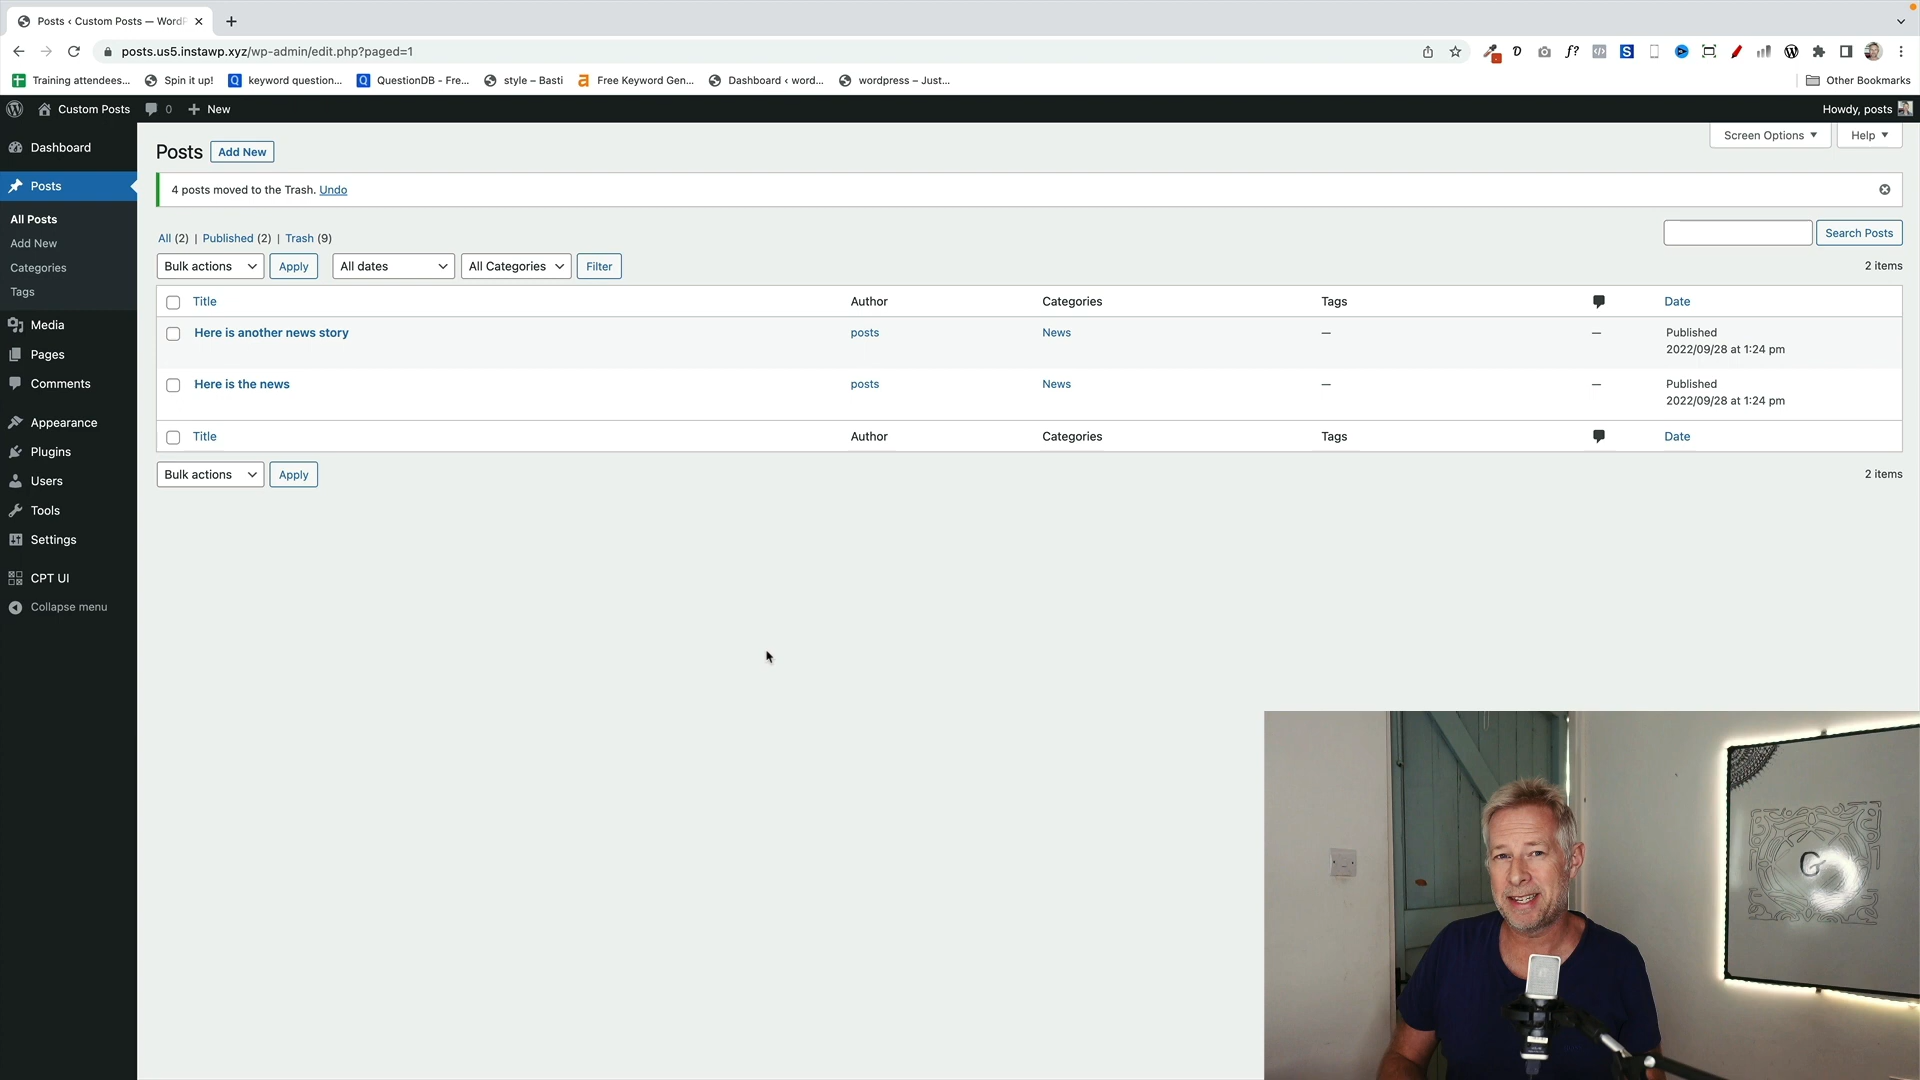 Posts ‹ Custom Posts — WordPr
posts.us5.instawp.xyz/wp-admin/edit.php?paged=1
Training attendees...
Spin it up!
keyword question...
QuestionDB - Fre...
style – Basti
Free Keyword Gen...
Dashboard ‹ word...
wordpress – Just...
Other Bookmarks
Custom Posts
0
New
Howdy, posts
Dashboard
Posts
All Posts
Add New
Categories
Tags
Media
Pages
Comments
Appearance
Plugins
Users
Tools
Settings
CPT UI
Collapse menu
Screen Options
Help
Posts
Add New
4 posts moved to the Trash. Undo
All (2) | Published (2) | Trash (9)
Search Posts
Bulk actions
Apply
All dates
All Categories
Filter
2 items
Title Author Categories Tags Date
Here is another news story posts News — — Published
2022/09/28 at 1:24 pm
Here is the news posts News — — Published
2022/09/28 at 1:24 pm
Title Author Categories Tags Date
Bulk actions
Apply
2 items
G